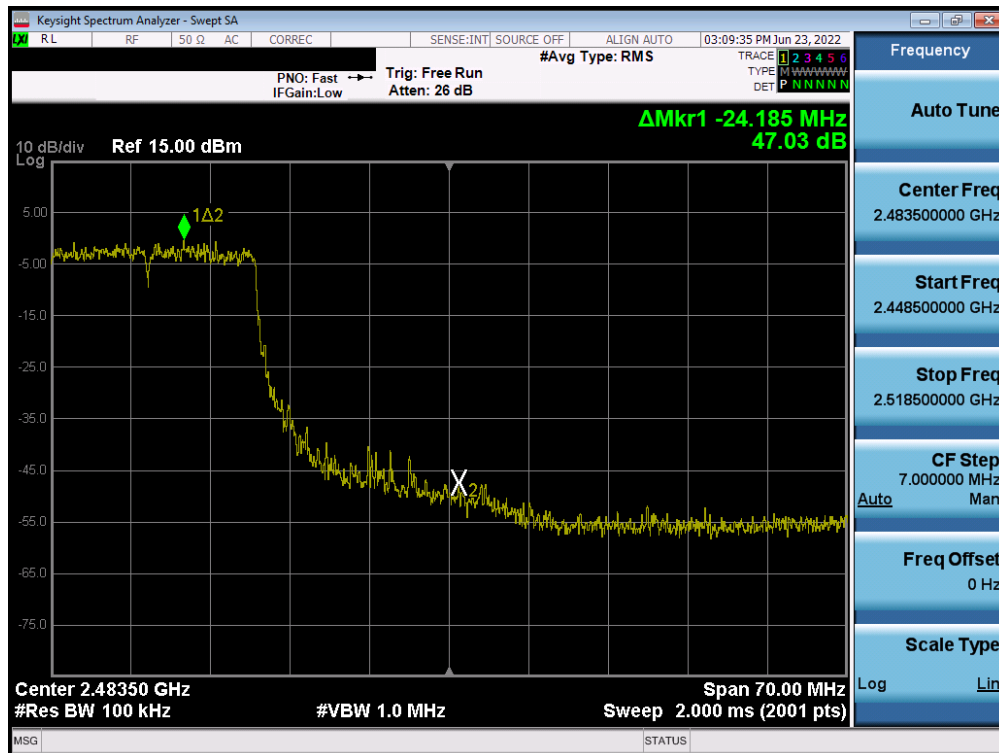 Keysight Spectrum Analyzer - Swept SA
LXI RL RF 50 Ω AC CORREC SENSE:INT SOURCE OFF ALIGN AUTO 03:09:35 PM Jun 23, 2022
#Avg Type: RMS
TRACE 1 2 3 4 5 6
PNO: Fast Trig: Free Run
TYPE M WWWWW
IFGain:Low Atten: 26 dB
DET P N N N N N
ΔMkr1 -24.185 MHz
47.03 dB
10 dB/div Ref 15.00 dBm
Log
5.00
1Δ2
-5.00
-15.0
-25.0
-35.0
-45.0
X2
-55.0
-65.0
-75.0
Center 2.48350 GHz Span 70.00 MHz
#Res BW 100 kHz #VBW 1.0 MHz Sweep 2.000 ms (2001 pts)
MSG STATUS
Frequency
Auto Tune
Center Freq
2.483500000 GHz
Start Freq
2.448500000 GHz
Stop Freq
2.518500000 GHz
CF Step
7.000000 MHz
Auto Man
Freq Offset
0 Hz
Scale Type
Log Lin